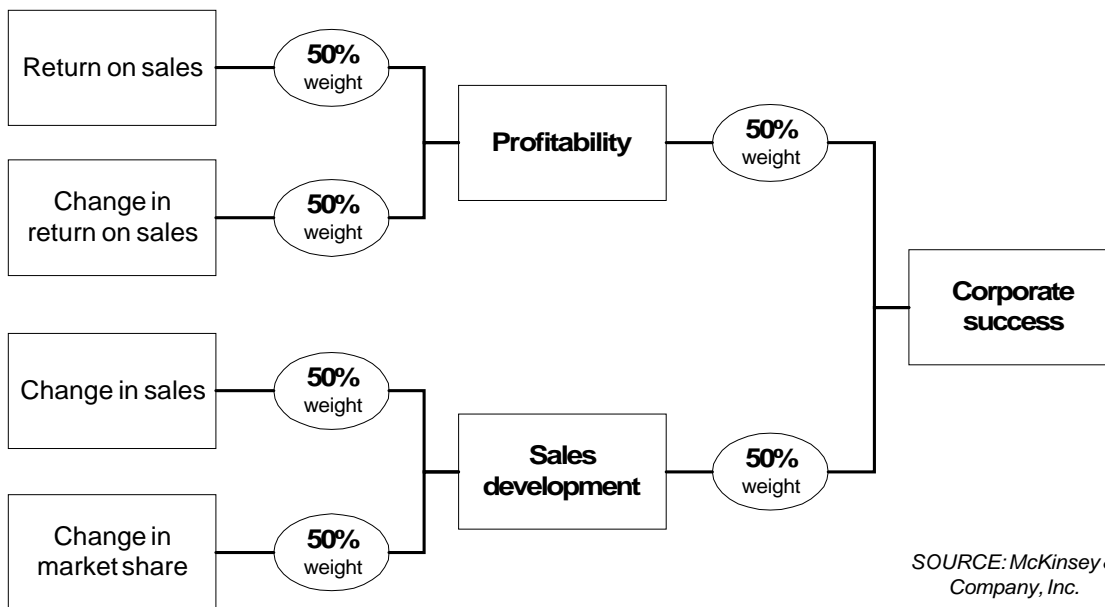 Return on sales
50%
weight
Change in
return on sales
50%
weight
Profitability
50%
weight
Change in sales
50%
weight
Change in
market share
50%
weight
Sales
development
50%
weight
Corporate
success
SOURCE: McKinsey
Company, Inc.